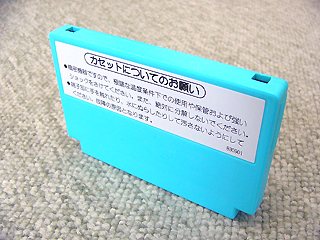 カセットについてのお願い
●精密機器ですので、極端な温度条件下での使用や保管および強い
ショックをさけてください。また、絶対に分解しないでください。
●端子部に手を触れたり、水にぬらしたりして汚さないようにして
ください。故障の原因となります。